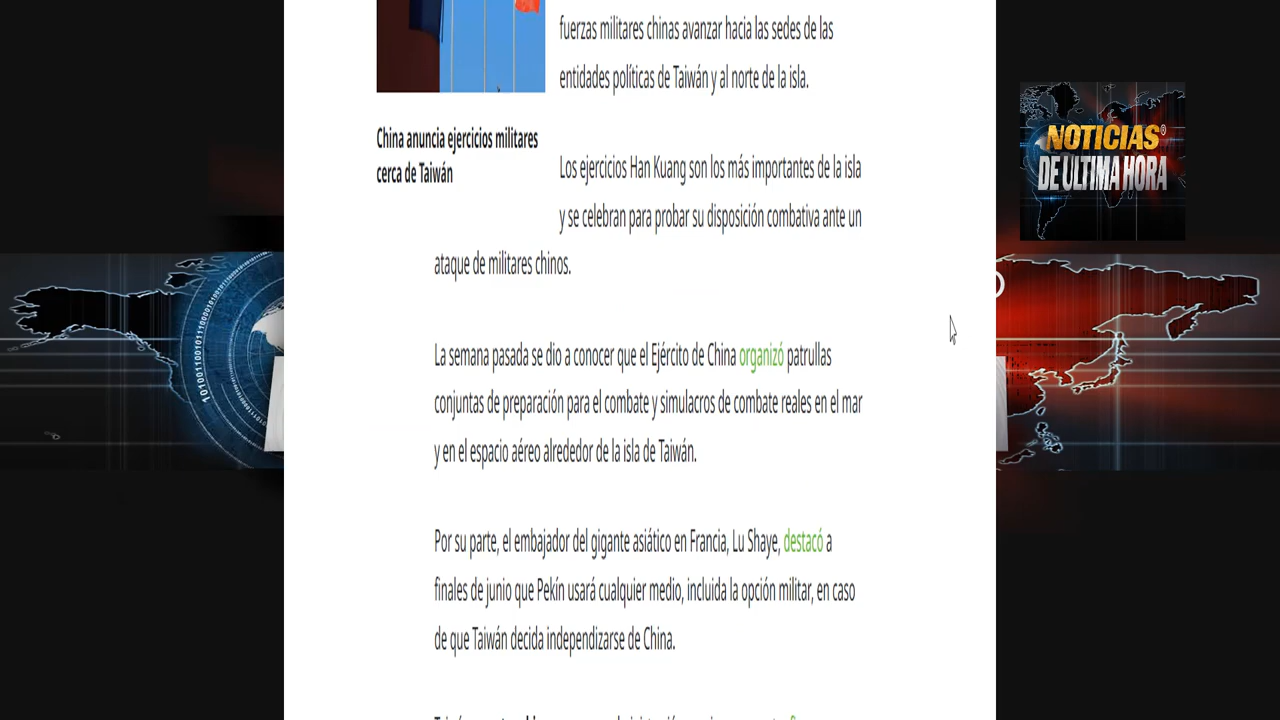 fuerzas militares chinas avanzar hacia las sedes de las
entidades políticas de Taiwán y al norte de la isla.
China anuncia ejercicios militares
cerca de Taiwán
Los ejercicios Han Kuang son los más importantes de la isla
y se celebran para probar su disposición combativa ante un
ataque de militares chinos.
La semana pasada se dio a conocer que el Ejército de China organizó patrullas
conjuntas de preparación para el combate y simulacros de combate reales en el mar
y en el espacio aéreo alrededor de la isla de Taiwán.
Por su parte, el embajador del gigante asiático en Francia, Lu Shaye, destacó a
finales de junio que Pekín usará cualquier medio, incluida la opción militar, en caso
de que Taiwán decida independizarse de China.
NOTICIAS®
DE ULTIMA HORA